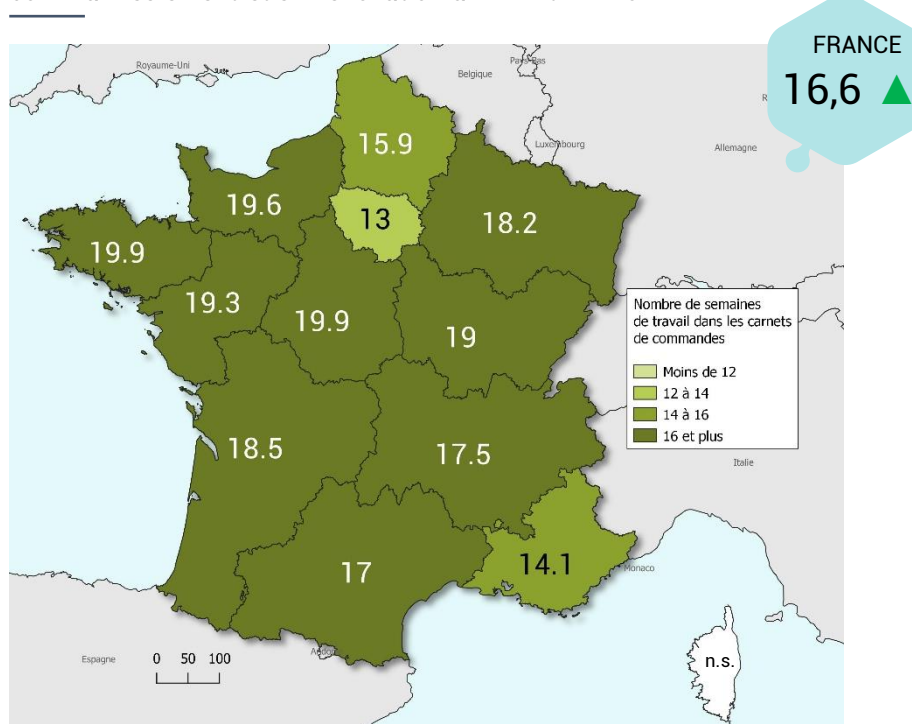 FRANCE
16,6
Royaume-Uni
Belgique
Pays-Bas
Luxembourg
Allemagne
15.9
19.6
13
18.2
19.9
19.3
19.9
19
Nombre de semaines
de travail dans les carnets
de commandes
Moins de 12
12 à 14
14 à 16
16 et plus
18.5
17.5
Italie
17
14.1
Monaco
Espagne
0 50 100
n.s.